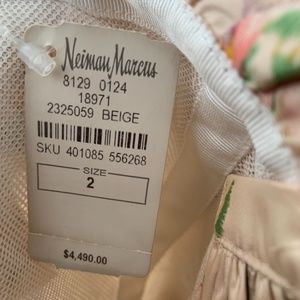 Neiman Marcus
8129 0124
18971
2325059 BEIGE
SKU 401085 556268
SIZE
2
$4,490.00